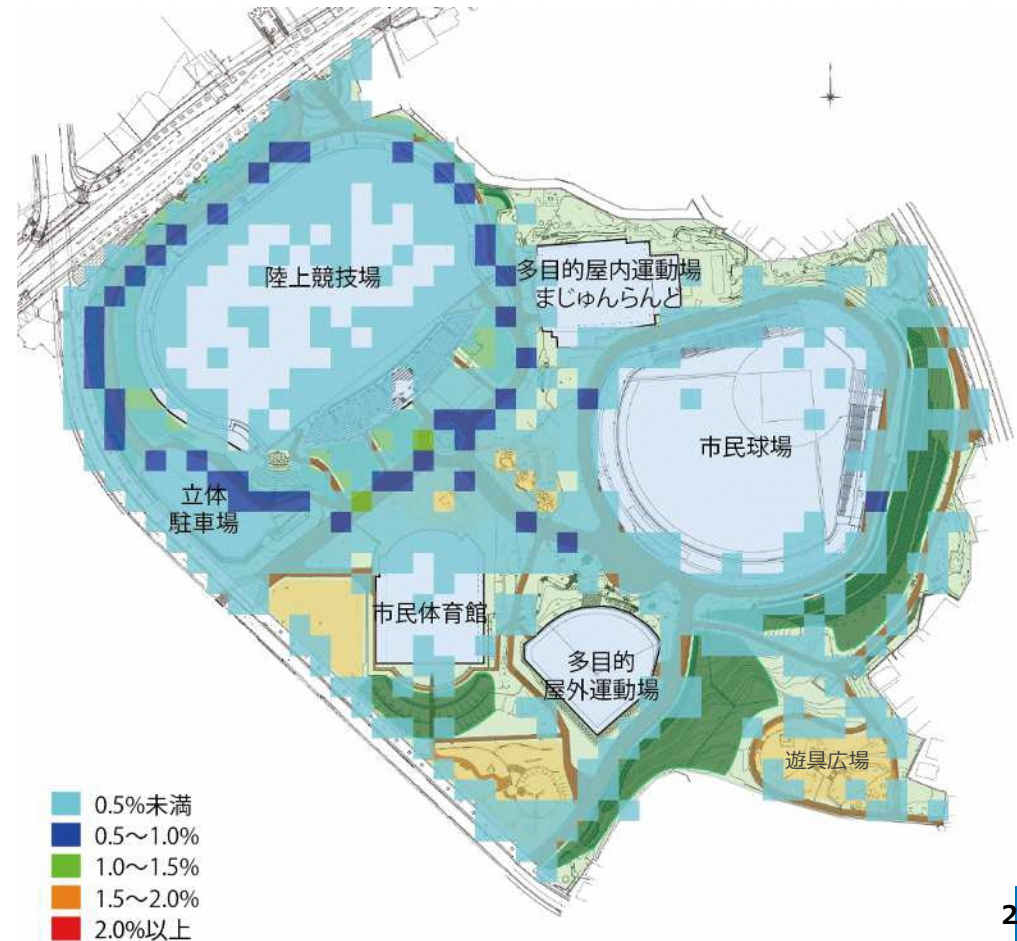 陸上競技場
多目的屋内運動場
まじゅんらんど
市民球場
立体
駐車場
市民体育館
多目的
屋外運動場
遊具広場
0.5%未満
0.5～1.0%
1.0～1.5%
1.5～2.0%
2.0%以上
2